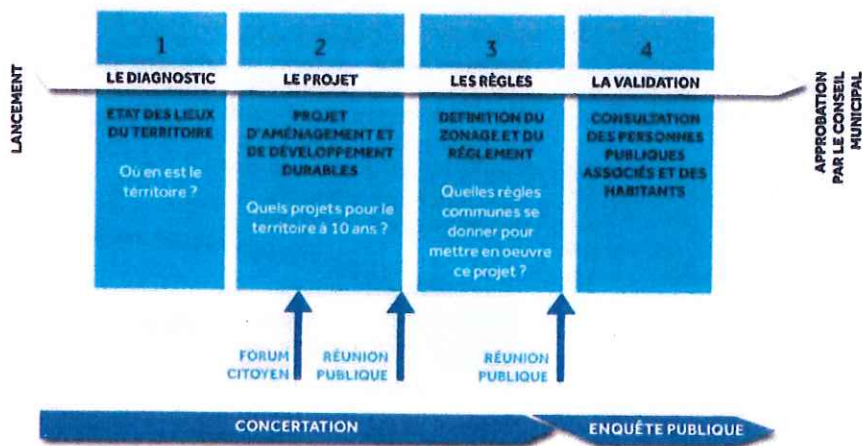 LANCEMENT
1
LE DIAGNOSTIC
ETAT DES LIEUX
DU TERRITOIRE
Où en est le
térritoire ?
2
LE PROJET
PROJET
D'AMÉNAGEMENT ET
DE DÉVELOPPEMENT
DURABLES
Quels projets pour le
territoire à 10 ans ?
3
LES RÈGLES
DEFINITION DU
ZONAGE ET DU
RÉGLEMENT
Quelles règles
communes se
donner pour
mettre en oeuvre
ce projet ?
4
LA VALIDATION
CONSULTATION
DES PERSONNES
PUBLIQUES
ASSOCIÉS ET DES
HABITANTS
APPROBATION
PAR LE CONSEIL
MUNICIPAL
FORUM
CITOYEN
RÉUNION
PUBLIQUE
RÉUNION
PUBLIQUE
CONCERTATION
ENQUÊTE PUBLIQUE